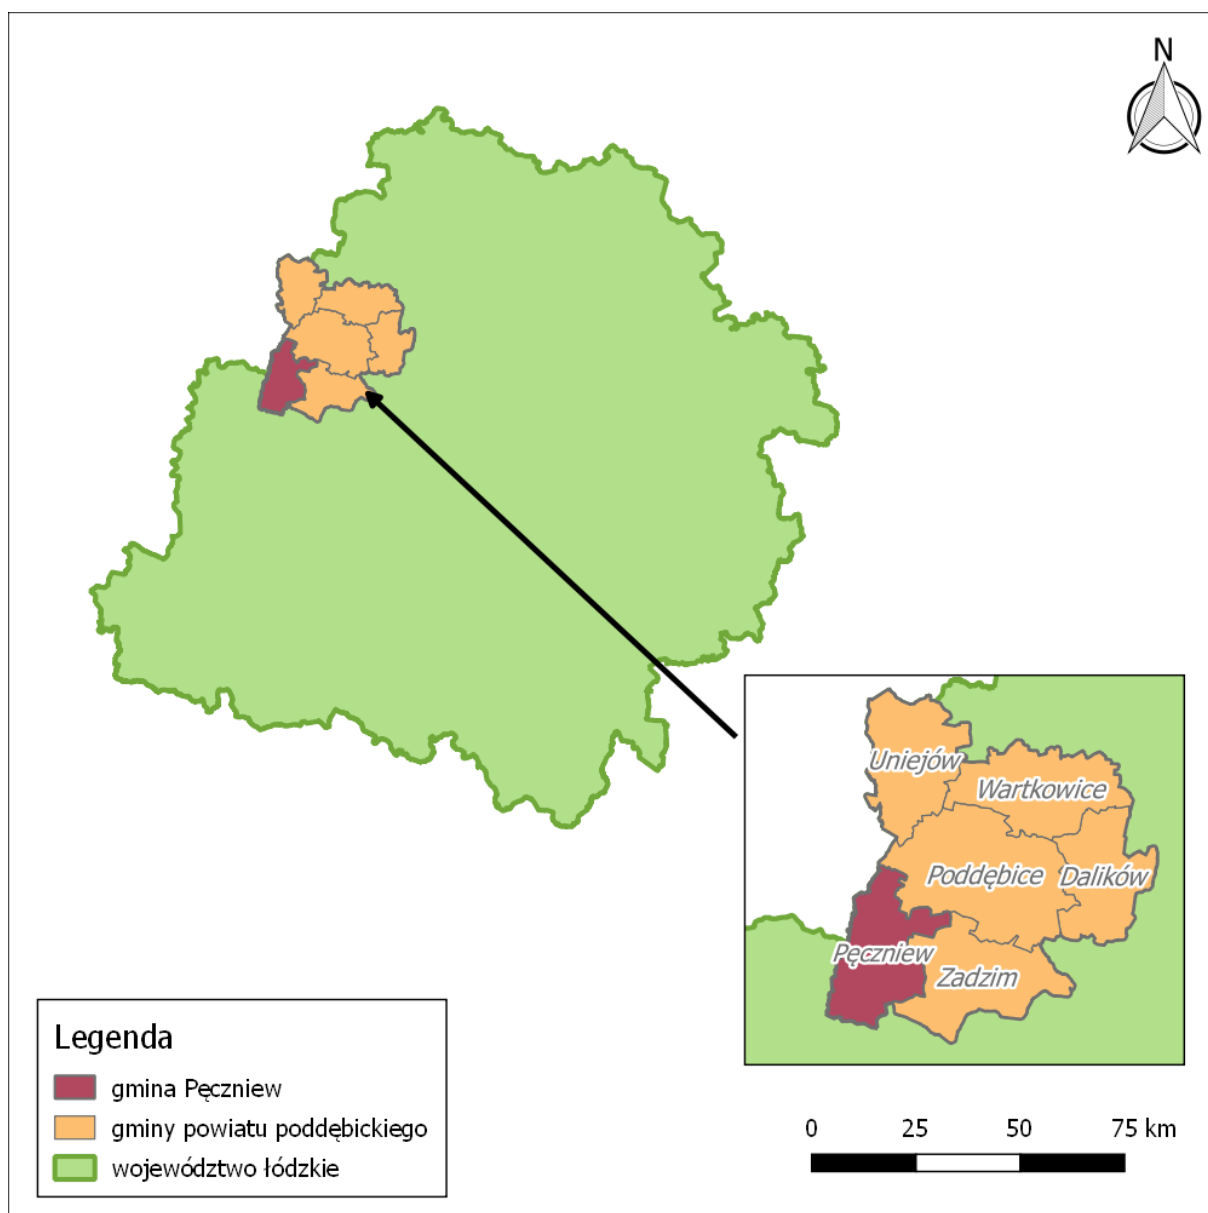 N
Uniejów
Wartkowice
Poddębice
Dalików
Pęczniew
Zadzim
Legenda
gmina Pęczniew
gminy powiatu poddębickiego
województwo łódzkie
0 25 50 75 km